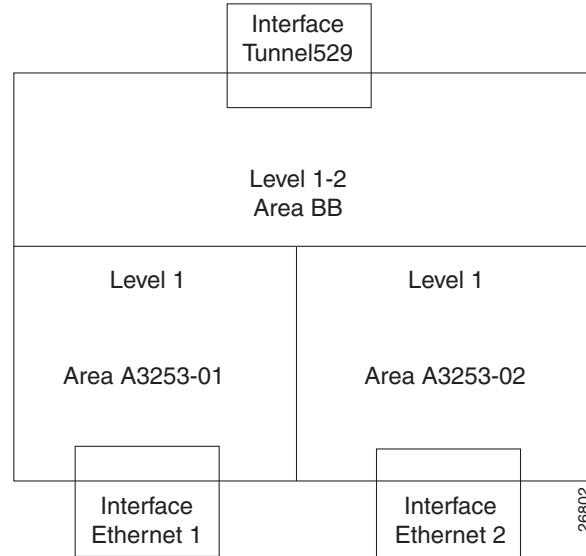 Interface
Tunnel529
Level 1-2
Area BB
Level 1
Level 1
Area A3253-01
Area A3253-02
Interface
Ethernet 1
Interface
Ethernet 2
26802